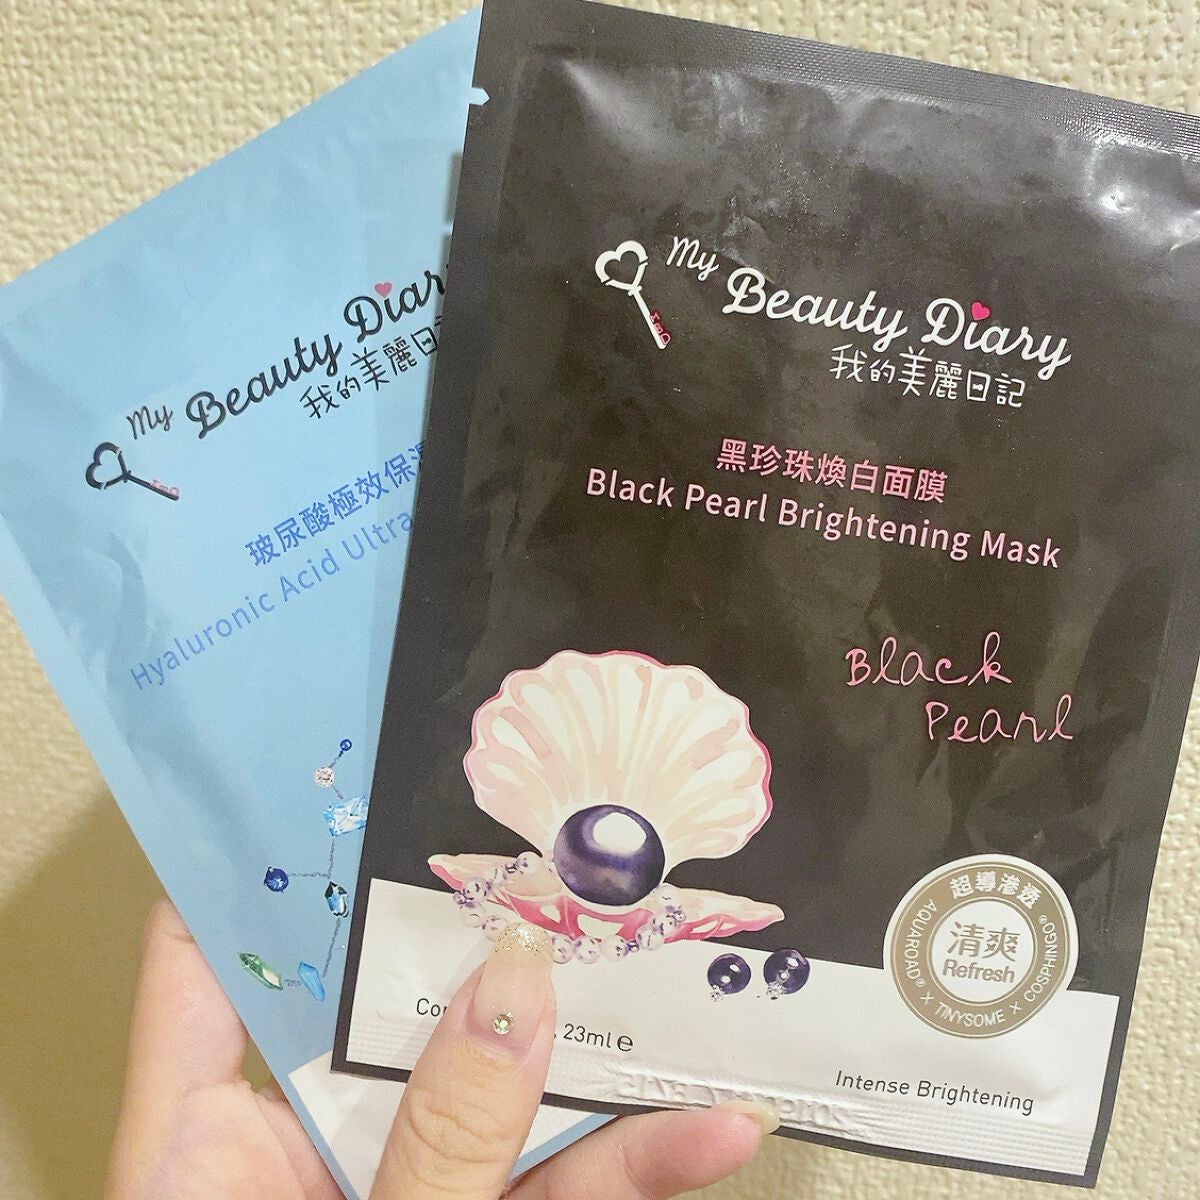 My
Beauty Diary
我的美麗日記
黑珍珠煥白面膜
Black Pearl Brightening Mask
Black
Pearl
超導滲透
清爽
Refresh
AQUAROAD® × TINYSOME × COSPHINGO®
23ml e
Intense Brightening
My
Beauty
我的美麗日
玻尿酸極效保
Hyaluronic Acid Ultra